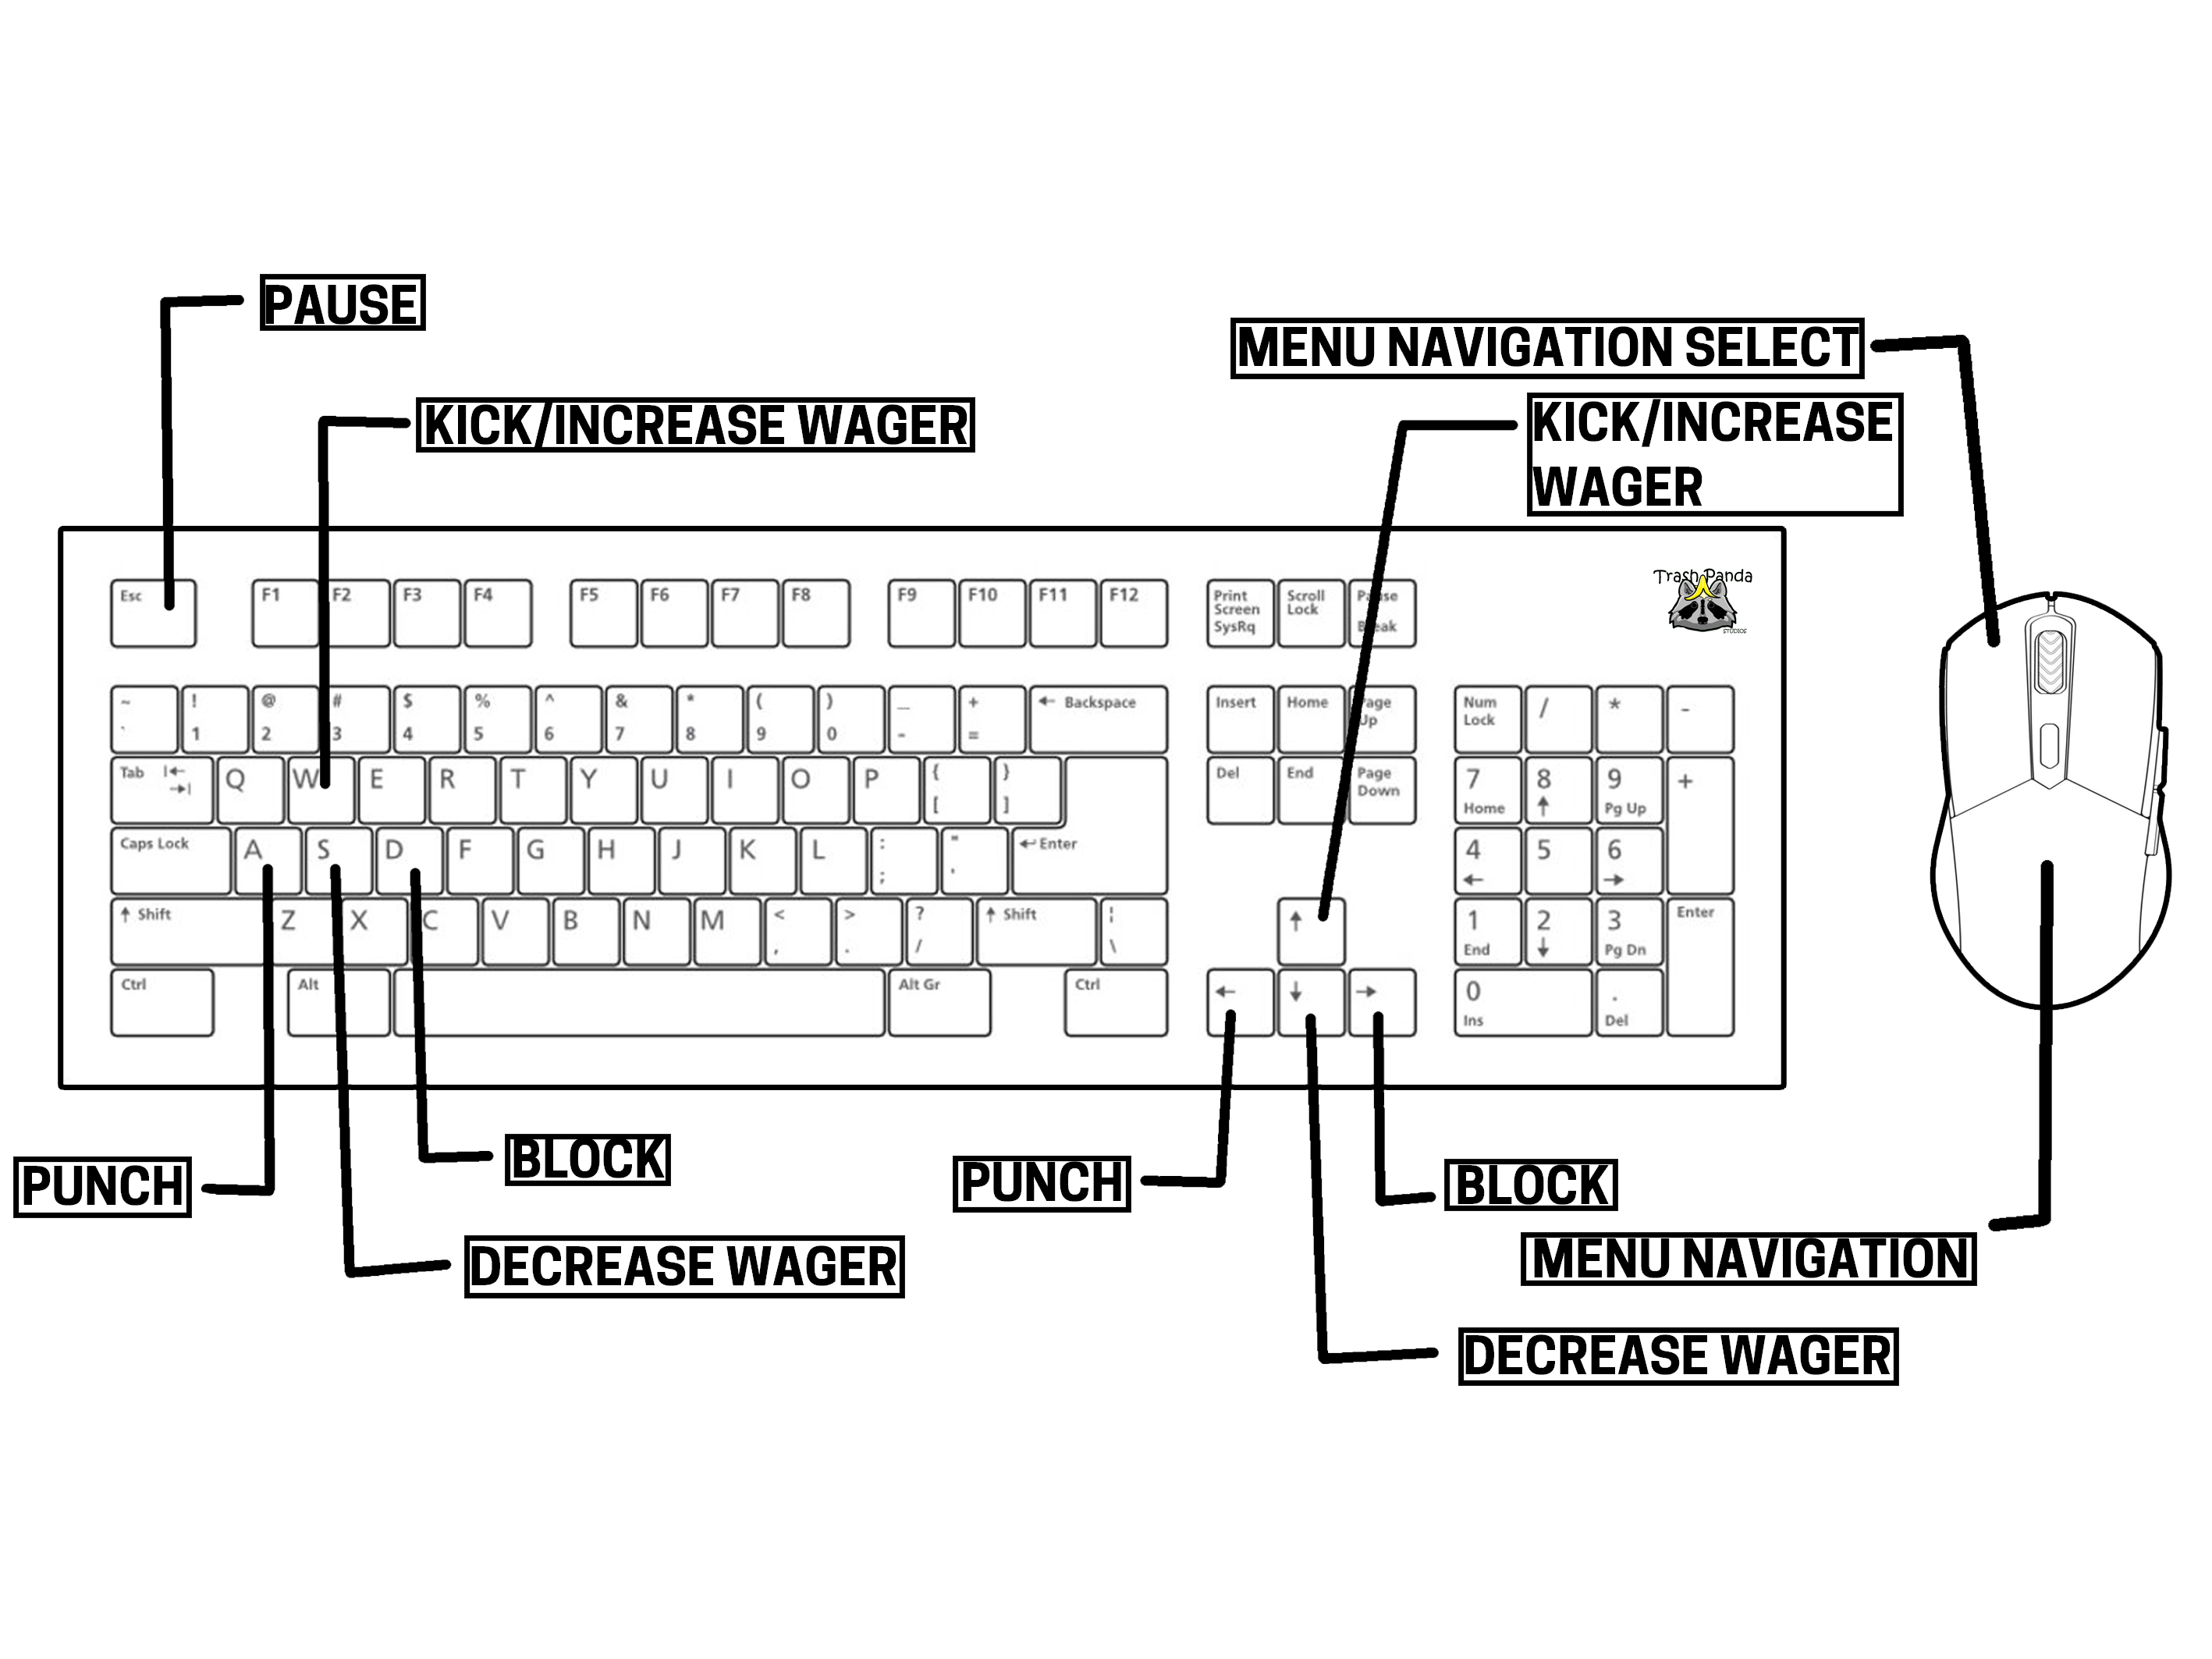 PAUSE
MENU NAVIGATION SELECT
KICK/INCREASE WAGER
KICK/INCREASE
WAGER
Trash Panda
STUDIOS
Esc F1 F2 F3 F4 F5 F6 F7 F8 F9 F10 F11 F12
Print
Screen
SysRq
Scroll
Lock
Pause
Break
~ ! @ # $ % ^ & * ( ) _ + ← Backspace
` 1 2 3 4 5 6 7 8 9 0 - =
Insert Home Page
Up
Num
Lock
/ * -
Tab |← →| Q W E R T Y U I O P { }
[ ]
Del End Page
Down
7 8 9 +
Home ↑ Pg Up
Caps Lock A S D F G H J K L : " ↵ Enter
; '
4 5 6
← →
↑ Shift Z X C V B N M < > ? ↑ Shift ¦
, . / \
↑
1 2 3 Enter
End ↓ Pg Dn
Ctrl Alt Alt Gr Ctrl
← ↓ →
0 .
Ins Del
PUNCH
BLOCK
DECREASE WAGER
PUNCH
BLOCK
MENU NAVIGATION
DECREASE WAGER